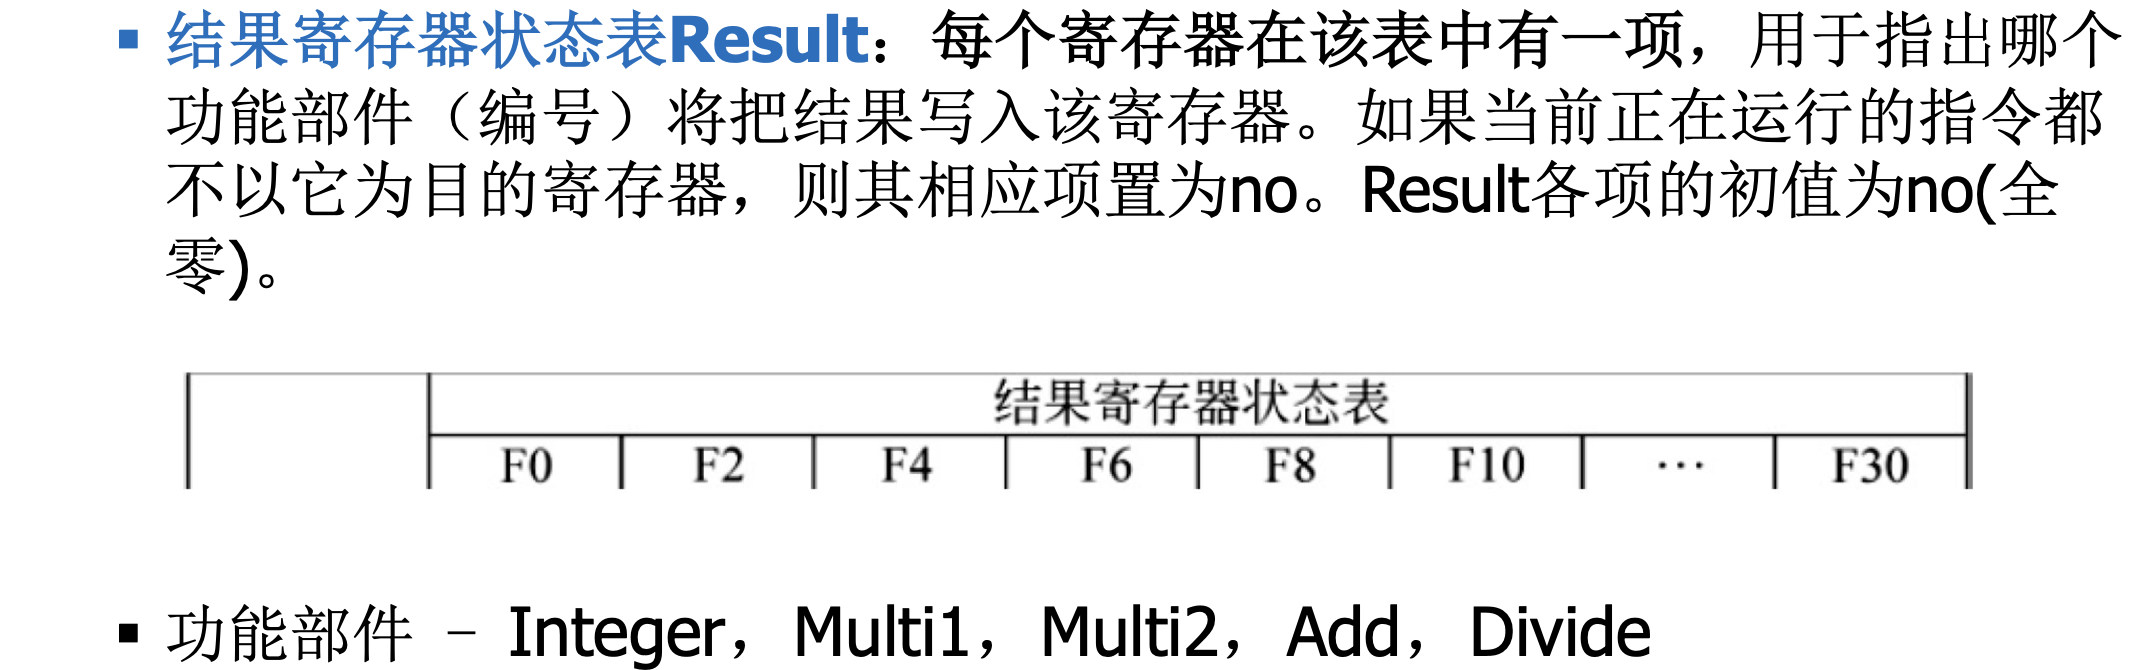 ▪ 结果寄存器状态表Result：每个寄存器在该表中有一项，用于指出哪个
功能部件（编号）将把结果写入该寄存器。如果当前正在运行的指令都
不以它为目的寄存器，则其相应项置为no。Result各项的初值为no(全
零)。
结果寄存器状态表
F0 F2 F4 F6 F8 F10 … F30
▪ 功能部件 – Integer，Multi1，Multi2，Add，Divide